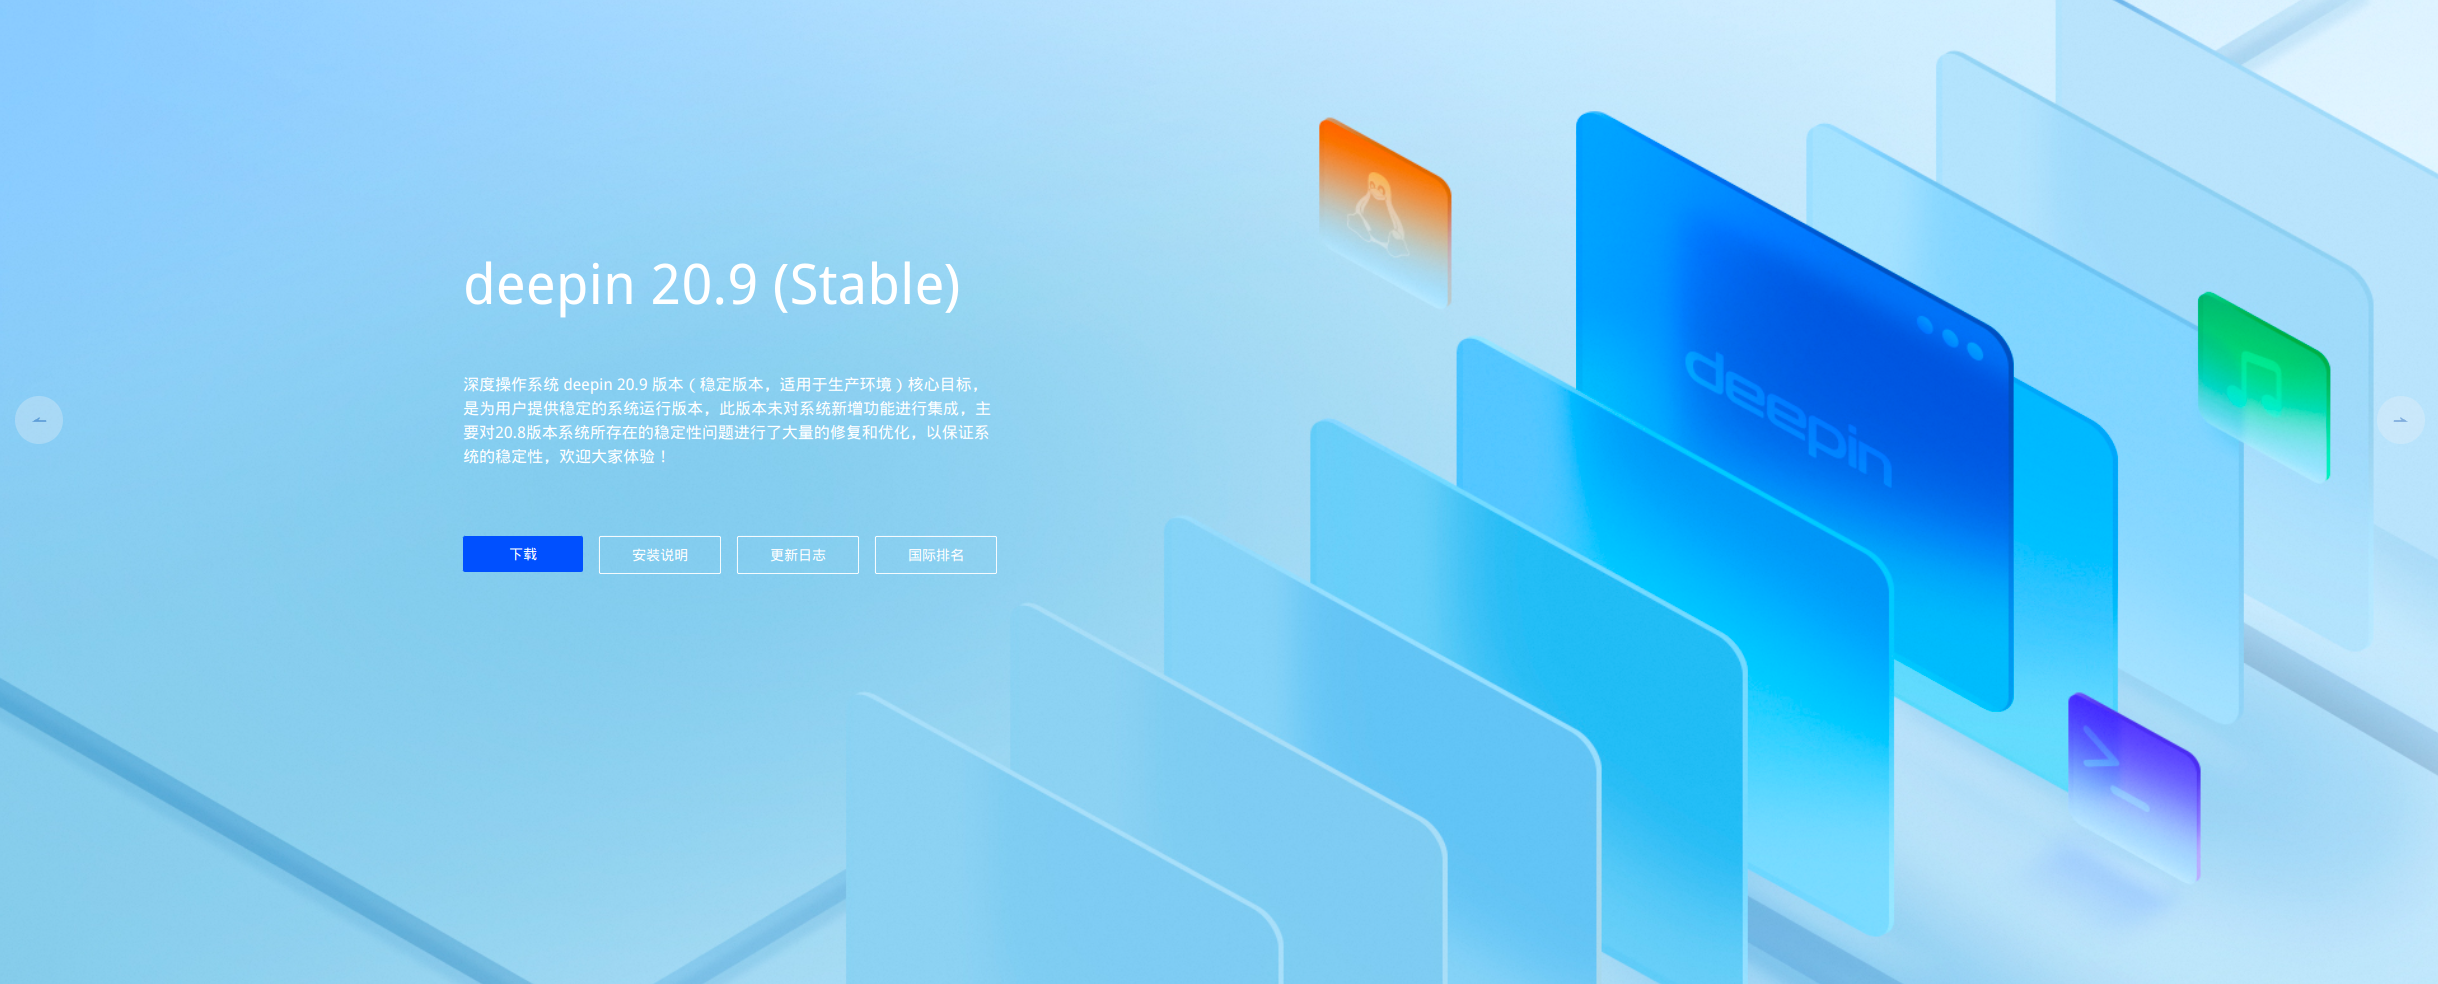 deepin 20.9 (Stable)
深度操作系统 deepin 20.9 版本（稳定版本，适用于生产环境）核心目标，
是为用户提供稳定的系统运行版本，此版本未对系统新增功能进行集成，主
要对20.8版本系统所存在的稳定性问题进行了大量的修复和优化，以保证系
统的稳定性，欢迎大家体验！
下载
安装说明
更新日志
国际排名
deepin